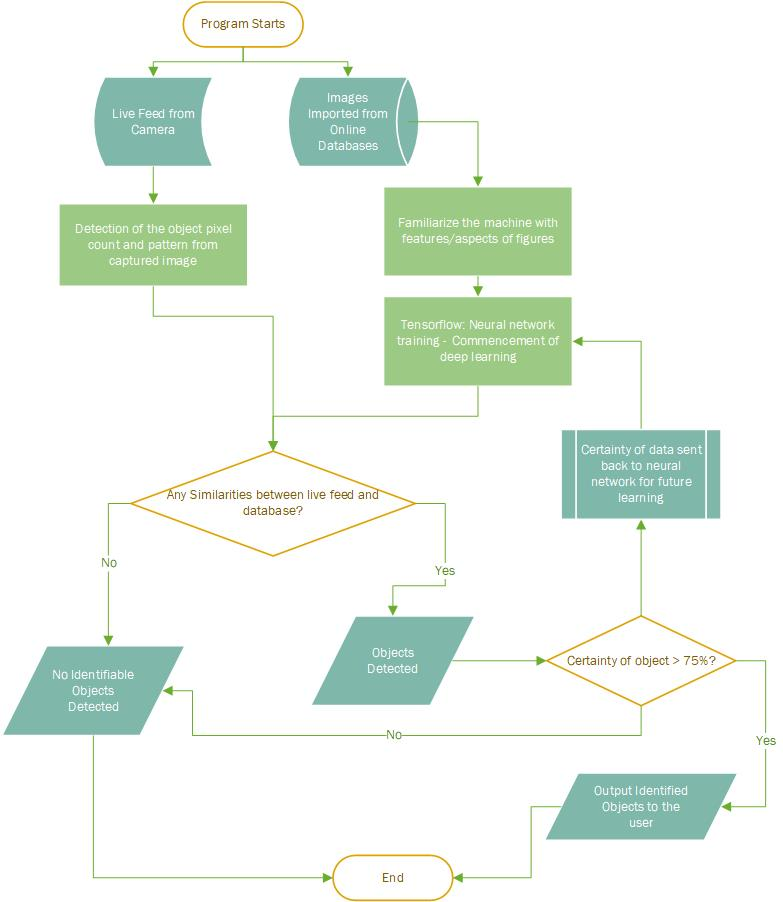 Program Starts
Live Feed from
Camera
Images
Imported from
Online
Databases
Detection of the object pixel
count and pattern from
captured image
Familiarize the machine with
features/aspects of figures
Tensorflow: Neural network
training - Commencement of
deep learning
Certainty of data sent
back to neural
network for future
learning
Any Similarities between live feed and
database?
No
Yes
Objects
Detected
Certainty of object > 75%?
No Identifiable
Objects
Detected
No
Yes
Output Identified
Objects to the
user
End